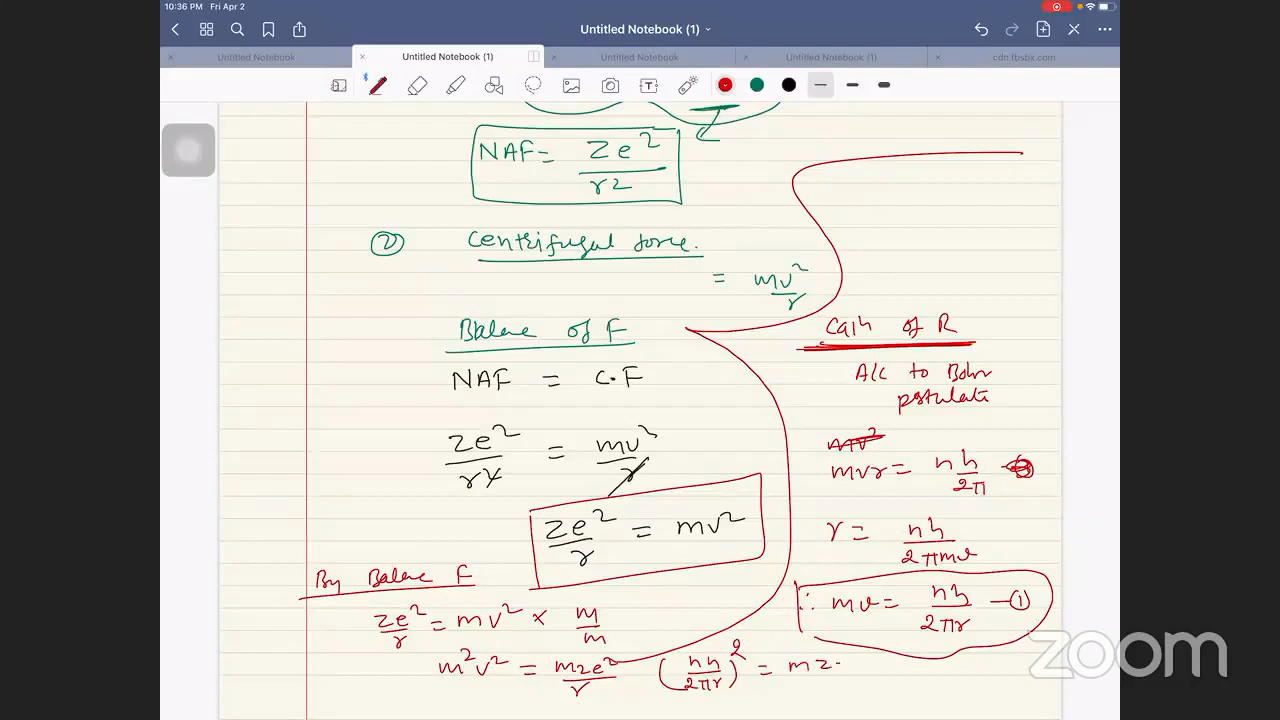 10:36 PM Fri Apr 2
Untitled Notebook (1)
Untitled Notebook
Untitled Notebook (1)
Untitled Notebook
Untitled Notebook (1)
cdn.fbsbx.com
NAF = Ze²/r2
② Centrifugal force.
= mv²/r
Balance of F
NAF = C.F
Ze²/r² = mv²/r
Ze²/r = mv²
By Balance F
Ze²/r = mv² × m/m
m²v² = mze²/r (nh/2πr)² = mz
of R
A/c to Bohr
postulate
mv²
mvr = nh/2π
r = nh/2πmv
∴ mv = nh/2πr —①
zoom